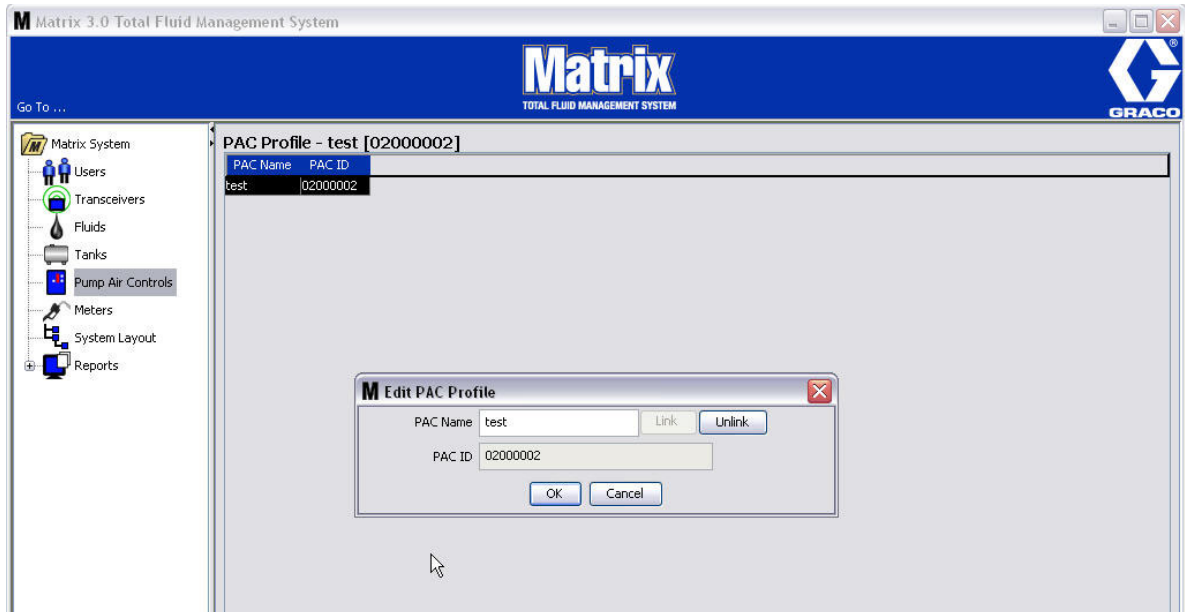 M Matrix 3.0 Total Fluid Management System
Matrix
TOTAL FLUID MANAGEMENT SYSTEM
®
GRACO
Go To ...
M Matrix System
Users
Transceivers
Fluids
Tanks
Pump Air Controls
Meters
System Layout
Reports
PAC Profile - test [02000002]
PAC Name PAC ID
test 02000002
M Edit PAC Profile
PAC Name test Link Unlink
PAC ID 02000002
OK Cancel